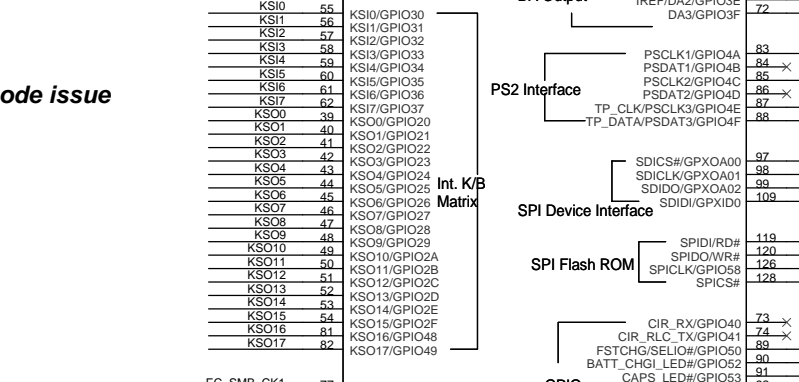 DA Output
IREF/DA2/GPIO3E
DA3/GPIO3F
72
KSI0 55 KSI0/GPIO30
KSI1 56 KSI1/GPIO31
KSI2 57 KSI2/GPIO32
KSI3 58 KSI3/GPIO33
KSI4 59 KSI4/GPIO34
KSI5 60 KSI5/GPIO35
KSI6 61 KSI6/GPIO36
KSI7 62 KSI7/GPIO37
KSO0 39 KSO0/GPIO20
KSO1 40 KSO1/GPIO21
KSO2 41 KSO2/GPIO22
KSO3 42 KSO3/GPIO23
KSO4 43 KSO4/GPIO24
KSO5 44 KSO5/GPIO25
KSO6 45 KSO6/GPIO26
KSO7 46 KSO7/GPIO27
KSO8 47 KSO8/GPIO28
KSO9 48 KSO9/GPIO29
KSO10 49 KSO10/GPIO2A
KSO11 50 KSO11/GPIO2B
KSO12 51 KSO12/GPIO2C
KSO13 52 KSO13/GPIO2D
KSO14 53 KSO14/GPIO2E
KSO15 54 KSO15/GPIO2F
KSO16 81 KSO16/GPIO48
KSO17 82 KSO17/GPIO49
ode issue
Int. K/B
Matrix
PS2 Interface
PSCLK1/GPIO4A 83
PSDAT1/GPIO4B 84
PSCLK2/GPIO4C 85
PSDAT2/GPIO4D 86
TP_CLK/PSCLK3/GPIO4E 87
TP_DATA/PSDAT3/GPIO4F 88
SDICS#/GPXOA00 97
SDICLK/GPXOA01 98
SDIDO/GPXOA02 99
SDIDI/GPXID0 109
SPI Device Interface
SPI Flash ROM
SPIDI/RD# 119
SPIDO/WR# 120
SPICLK/GPIO58 126
SPICS# 128
CIR_RX/GPIO40 73
CIR_RLC_TX/GPIO41 74
FSTCHG/SELIO#/GPIO50 89
BATT_CHGI_LED#/GPIO52 90
CAPS_LED#/GPIO53 91
GPIO
EC_SMB_CK1 77